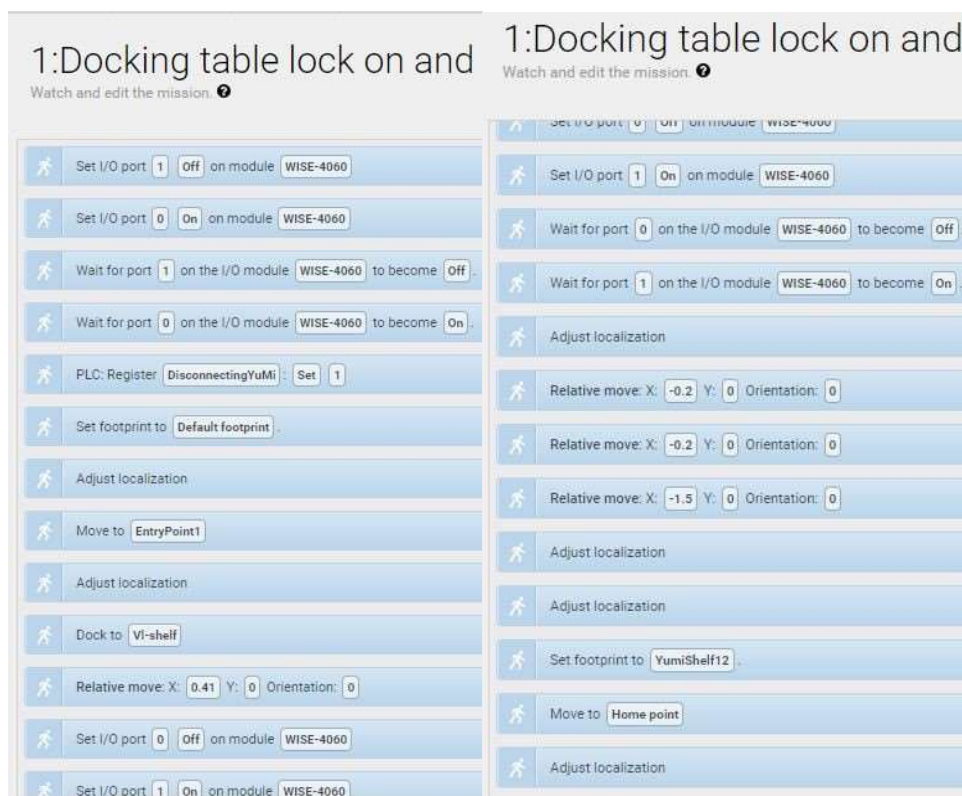 1:Docking table lock on and
Watch and edit the mission. ?
Set I/O port 1 Off on module WISE-4060
Set I/O port 0 On on module WISE-4060
Wait for port 1 on the I/O module WISE-4060 to become Off .
Wait for port 0 on the I/O module WISE-4060 to become On .
PLC: Register DisconnectingYuMi : Set 1
Set footprint to Default footprint .
Adjust localization
Move to EntryPoint1
Adjust localization
Dock to Vl-shelf
Relative move: X: 0.41 Y: 0 Orientation: 0
Set I/O port 0 Off on module WISE-4060
Set I/O port 1 On on module WISE-4060
1:Docking table lock on and
Watch and edit the mission. ?
Set I/O port 0 Off on module WISE-4060
Set I/O port 1 On on module WISE-4060
Wait for port 0 on the I/O module WISE-4060 to become Off
Wait for port 1 on the I/O module WISE-4060 to become On .
Adjust localization
Relative move: X: -0.2 Y: 0 Orientation: 0
Relative move: X: -0.2 Y: 0 Orientation: 0
Relative move: X: -1.5 Y: 0 Orientation: 0
Adjust localization
Adjust localization
Set footprint to YumiShelf12 .
Move to Home point
Adjust localization